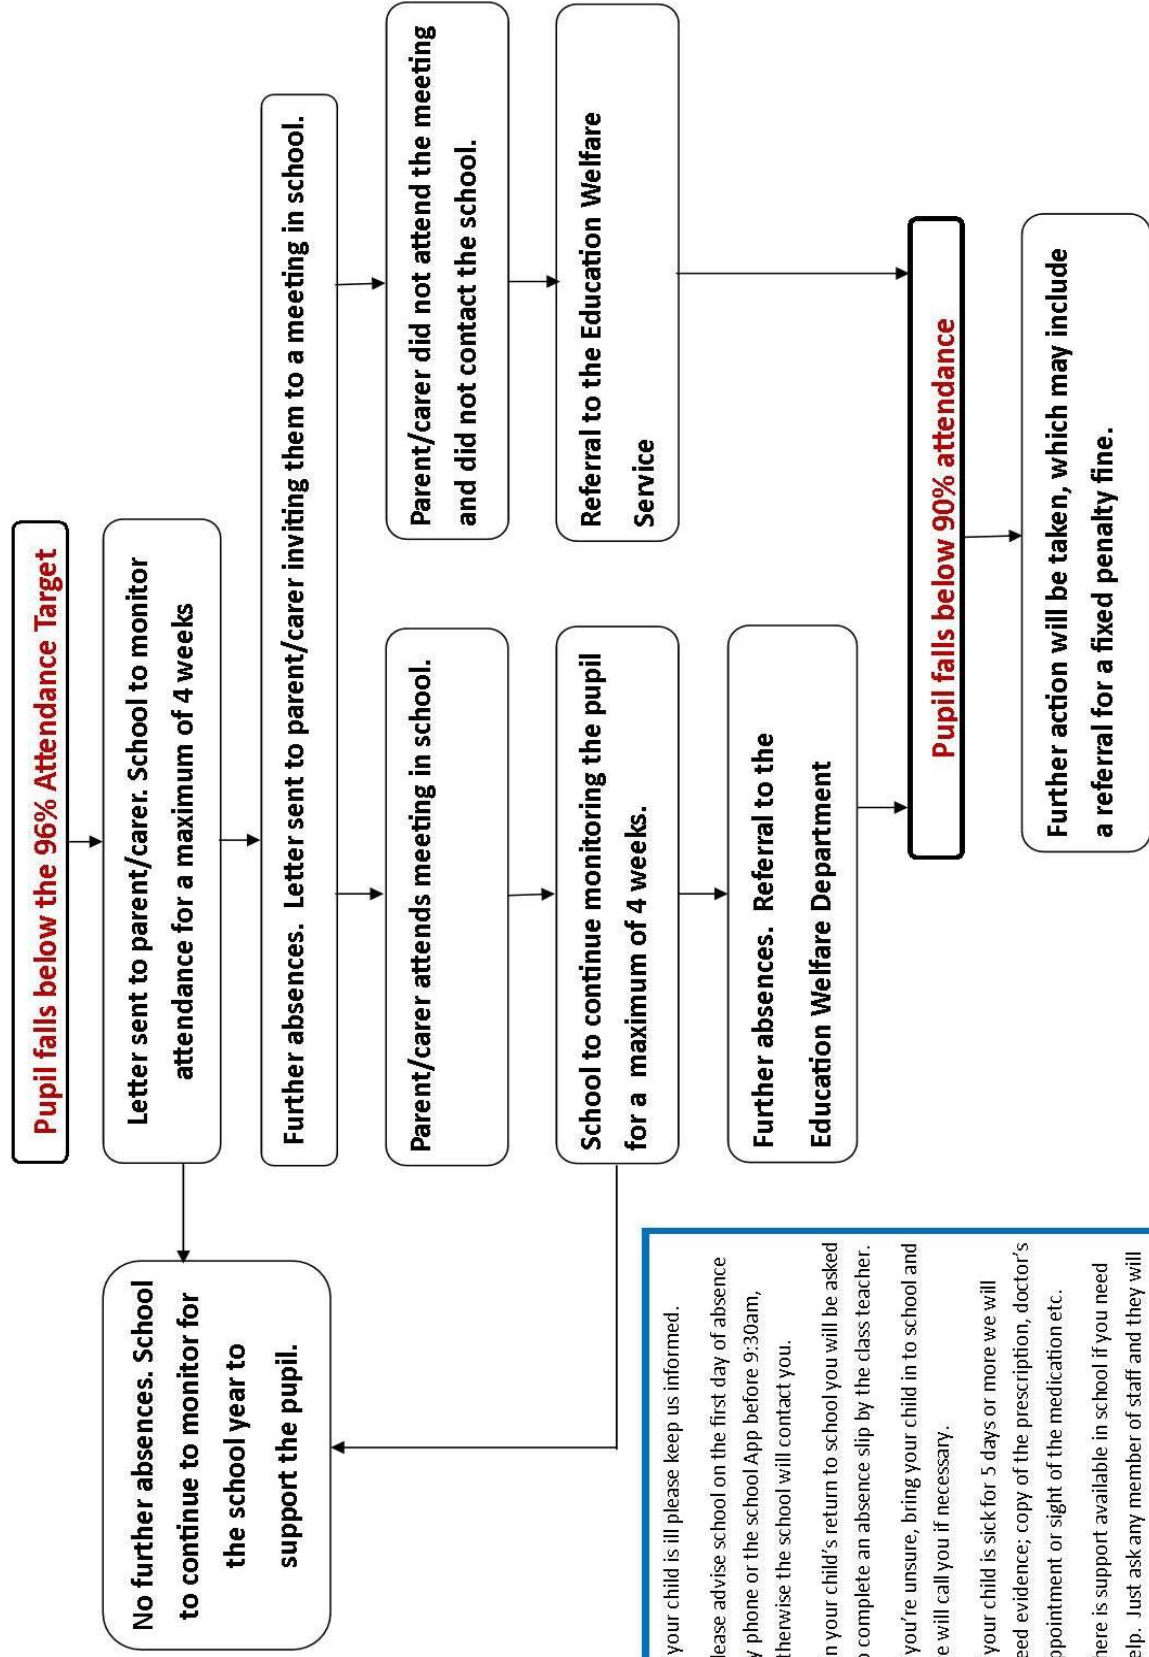 Pupil falls below the 96% Attendance Target
Letter sent to parent/carer. School to monitor
attendance for a maximum of 4 weeks
No further absences. School
to continue to monitor for
the school year to
support the pupil.
Further absences.  Letter sent to parent/carer inviting them to a meeting in school.
Parent/carer attends meeting in school.
Parent/carer did not attend the meeting
and did not contact the school.
School to continue monitoring the pupil
for a  maximum of 4 weeks.
Referral to the Education Welfare
Service
Further absences.  Referral to the
Education Welfare Department
Pupil falls below 90% attendance
Further action will be taken, which may include
a referral for a fixed penalty fine.
your child is ill please keep us informed.
lease advise school on the first day of absence
y phone or the school App before 9:30am,
therwise the school will contact you.
n your child's return to school you will be asked
o complete an absence slip by the class teacher.
you're unsure, bring your child in to school and
e will call you if necessary.
your child is sick for 5 days or more we will
eed evidence; copy of the prescription, doctor's
ppointment or sight of the medication etc.
here is support available in school if you need
elp.  Just ask any member of staff and they will